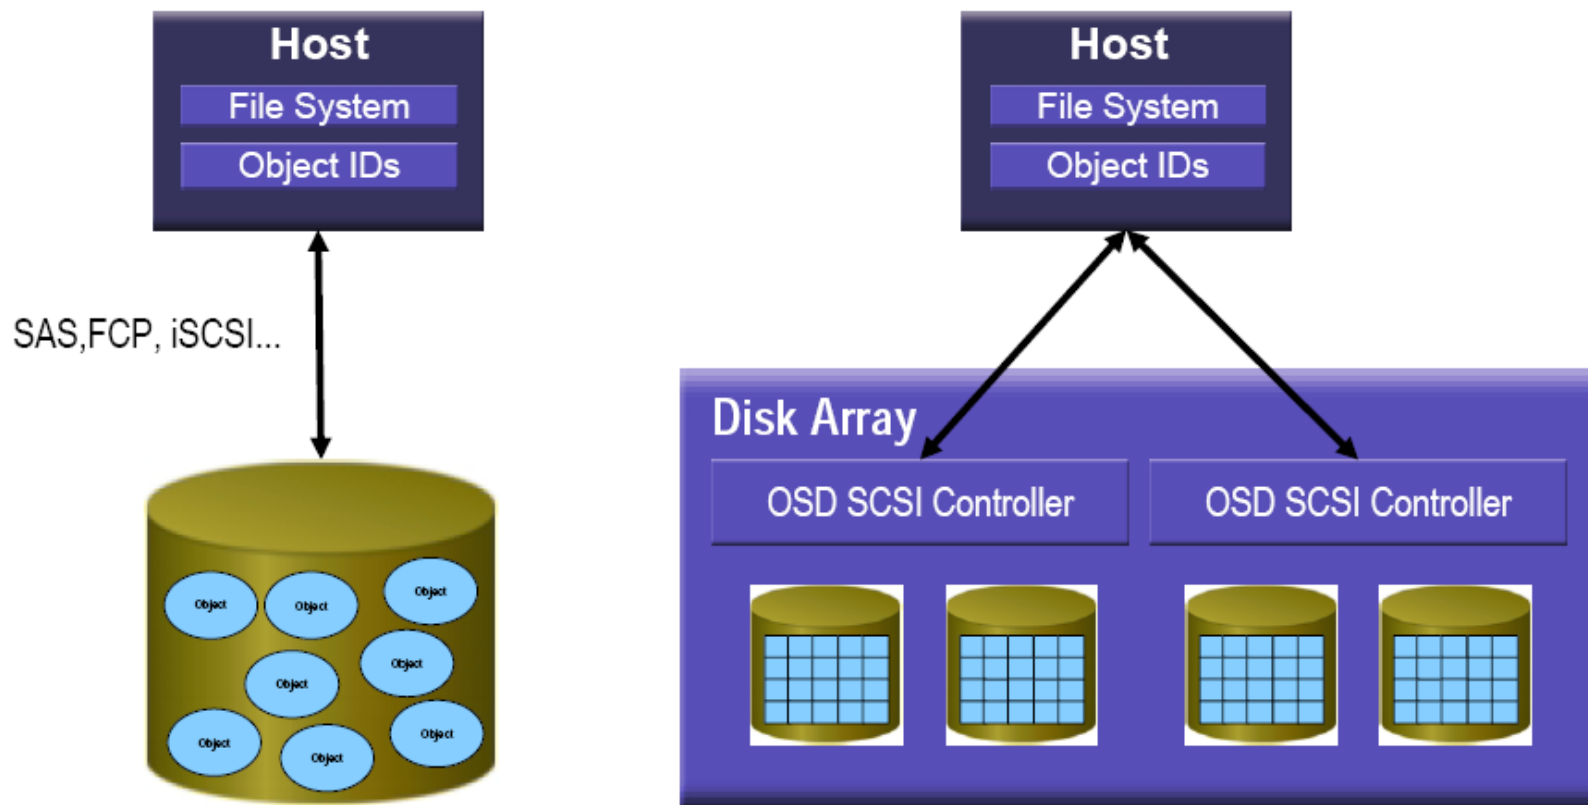 Host
File System
Object IDs
SAS,FCP, iSCSI...
Object
Object
Object
Object
Object
Object
Object
Object
Host
File System
Object IDs
Disk Array
OSD SCSI Controller
OSD SCSI Controller